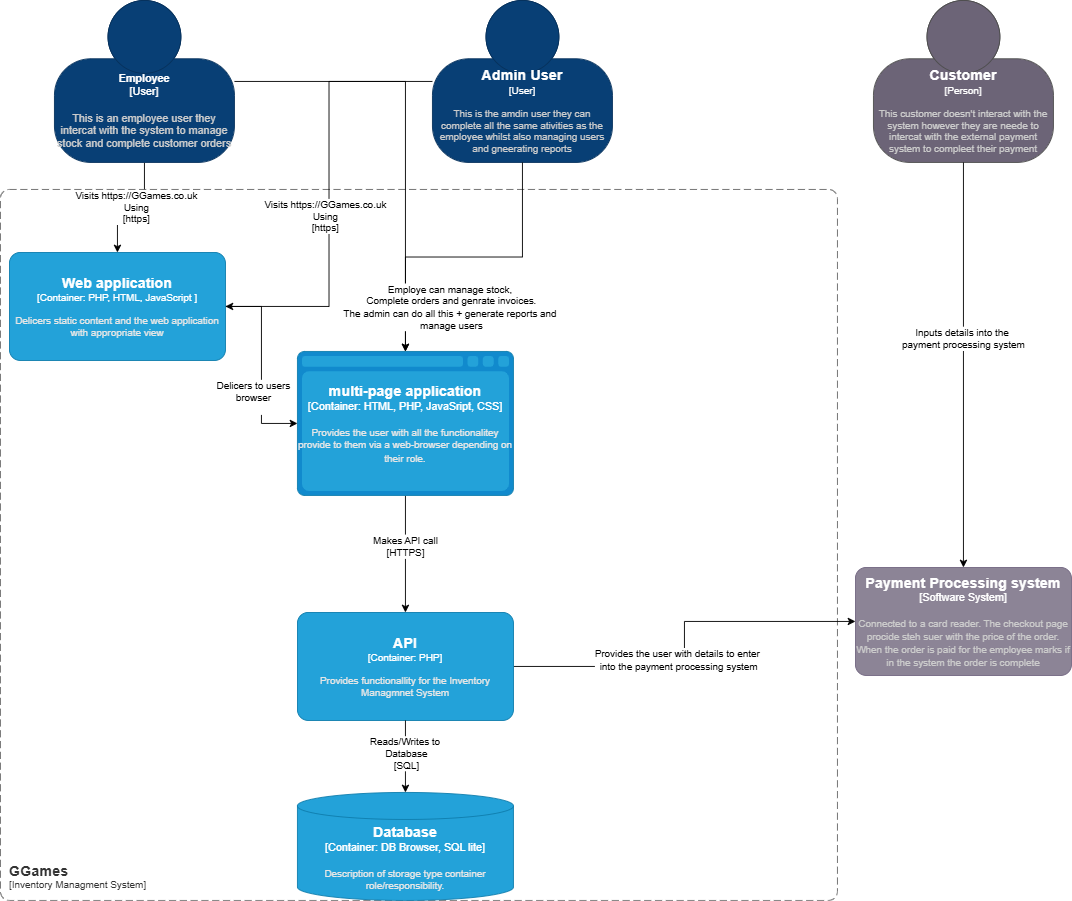 Employee
[User]
This is an employee user they
intercat with the system to manage
stock and complete customer orders
Admin User
[User]
This is the amdin user they can
complete all the same ativities as the
employee whilst also managing users
and gneerating reports
Customer
[Person]
This customer doesn't interact with the
system however they are neede to
intercat with the external payment
system to compleet their payment
Visits https://GGames.co.uk
Using
[https]
Visits https://GGames.co.uk
Using
[https]
Web application
[Container: PHP, HTML, JavaScript ]
Delicers static content and the web application
with appropriate view
Employe can manage stock,
Complete orders and genrate invoices.
The admin can do all this + generate reports and
manage users
Inputs details into the
payment processing system
Delicers to users
browser
multi-page application
[Container: HTML, PHP, JavaSript, CSS]
Provides the user with all the functionalitey
provide to them via a web-browser depending on
their role.
Makes API call
[HTTPS]
Payment Processing system
[Software System]
Connected to a card reader. The checkout page
procide steh suer with the price of the order.
When the order is paid for the employee marks if
in the system the order is complete
API
[Container: PHP]
Provides functionallity for the Inventory
Managmnet System
Provides the user with details to enter
into the payment processing system
Reads/Writes to
Database
[SQL]
Database
[Container: DB Browser, SQL lite]
Description of storage type container
role/responsibility.
GGames
[Inventory Managment System]